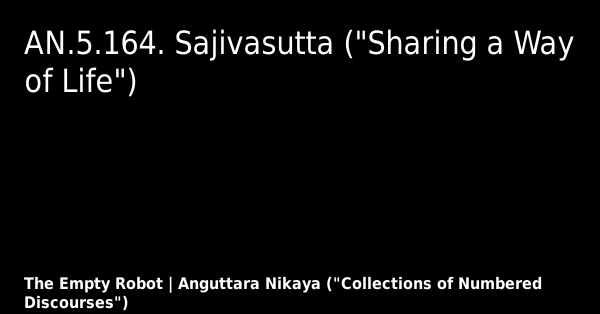 AN.5.164. Sajivasutta ("Sharing a Way
of Life")
The Empty Robot | Anguttara Nikaya ("Collections of Numbered
Discourses")